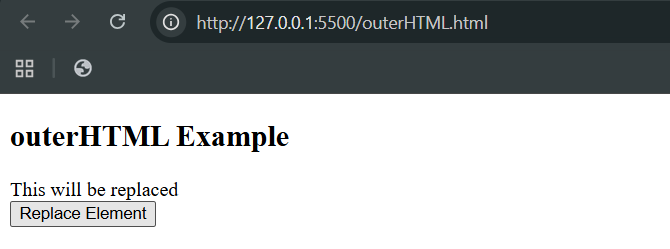 http://127.0.0.1:5500/outerHTML.html
outerHTML Example
This will be replaced
Replace Element